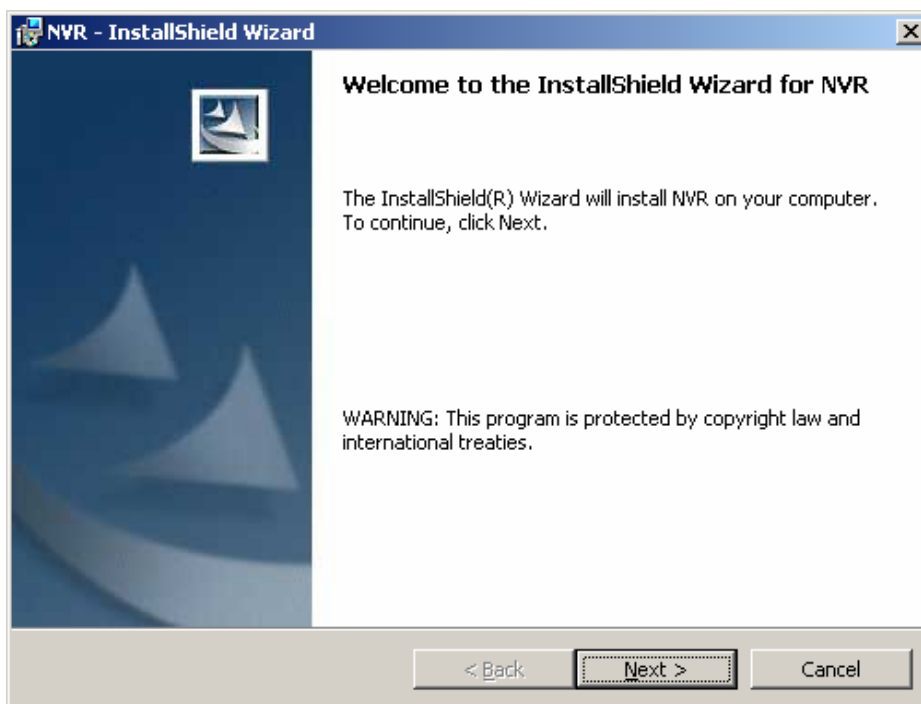 NVR - InstallShield Wizard
Welcome to the InstallShield Wizard for NVR
The InstallShield(R) Wizard will install NVR on your computer.
To continue, click Next.
WARNING: This program is protected by copyright law and
international treaties.
< Back
Next >
Cancel